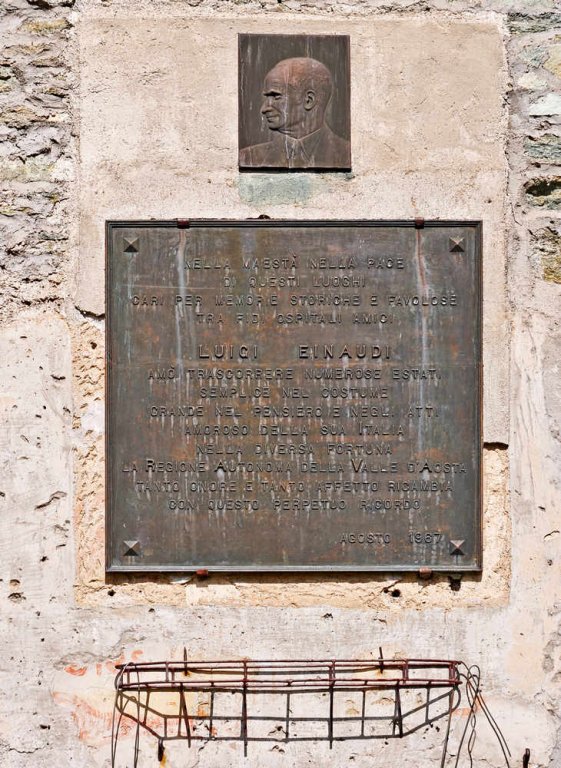 NELLA MAESTÀ NELLA PACE
DI QUESTI LUOGHI
CARI PER MEMORIE STORICHE E FAVOLOSE
TRA FIDI OSPITALI AMICI
LUIGI EINAUDI
AMÒ TRASCORRERE NUMEROSE ESTATI
SEMPLICE NEL COSTUME
GRANDE NEL PENSIERO E NEGLI ATTI
AMOROSO DELLA SUA ITALIA
NELLA DIVERSA FORTUNA
LA REGIONE AUTONOMA DELLA VALLE D'AOSTA
TANTO ONORE E TANTO AFFETTO RICAMBIA
CON QUESTO PERPETUO RICORDO
AGOSTO 1967